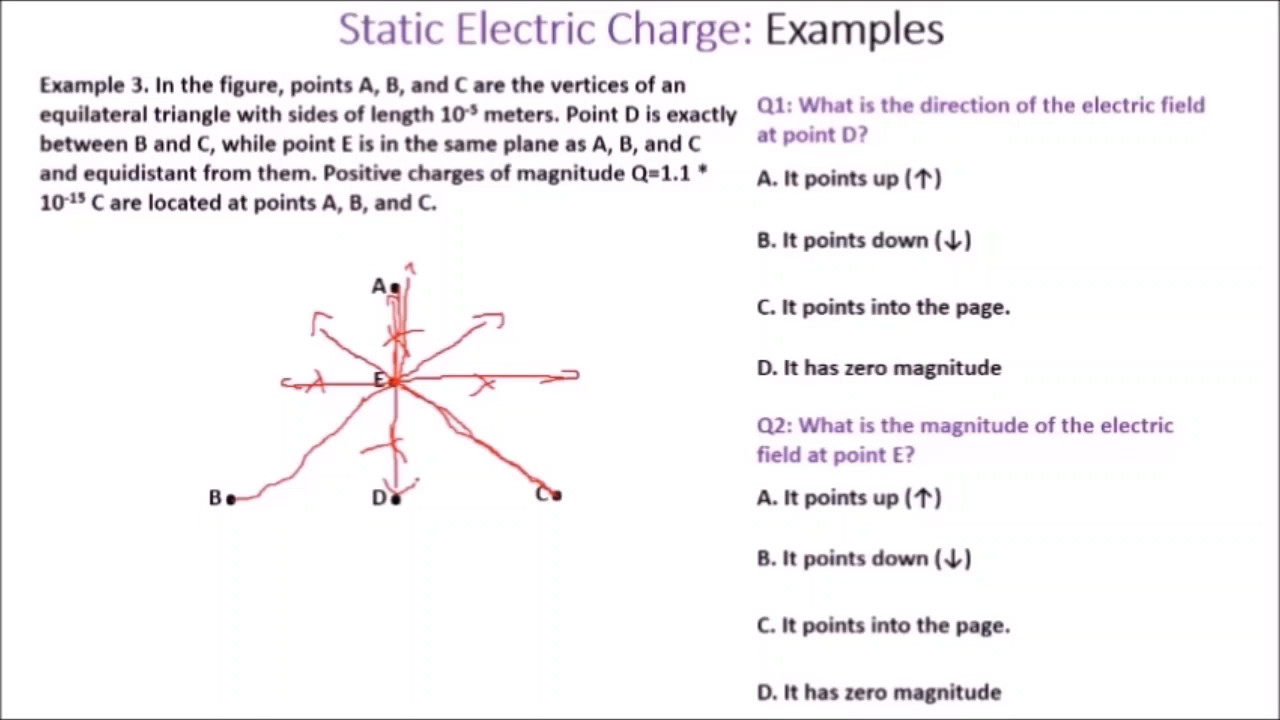 Static Electric Charge: Examples
Example 3. In the figure, points A, B, and C are the vertices of an
equilateral triangle with sides of length 10⁻⁵ meters. Point D is exactly
between B and C, while point E is in the same plane as A, B, and C
and equidistant from them. Positive charges of magnitude Q=1.1 *
10⁻¹⁵ C are located at points A, B, and C.
A
E
B
D
C
Q1: What is the direction of the electric field
at point D?
A. It points up (↑)
B. It points down (↓)
C. It points into the page.
D. It has zero magnitude
Q2: What is the magnitude of the electric
field at point E?
A. It points up (↑)
B. It points down (↓)
C. It points into the page.
D. It has zero magnitude